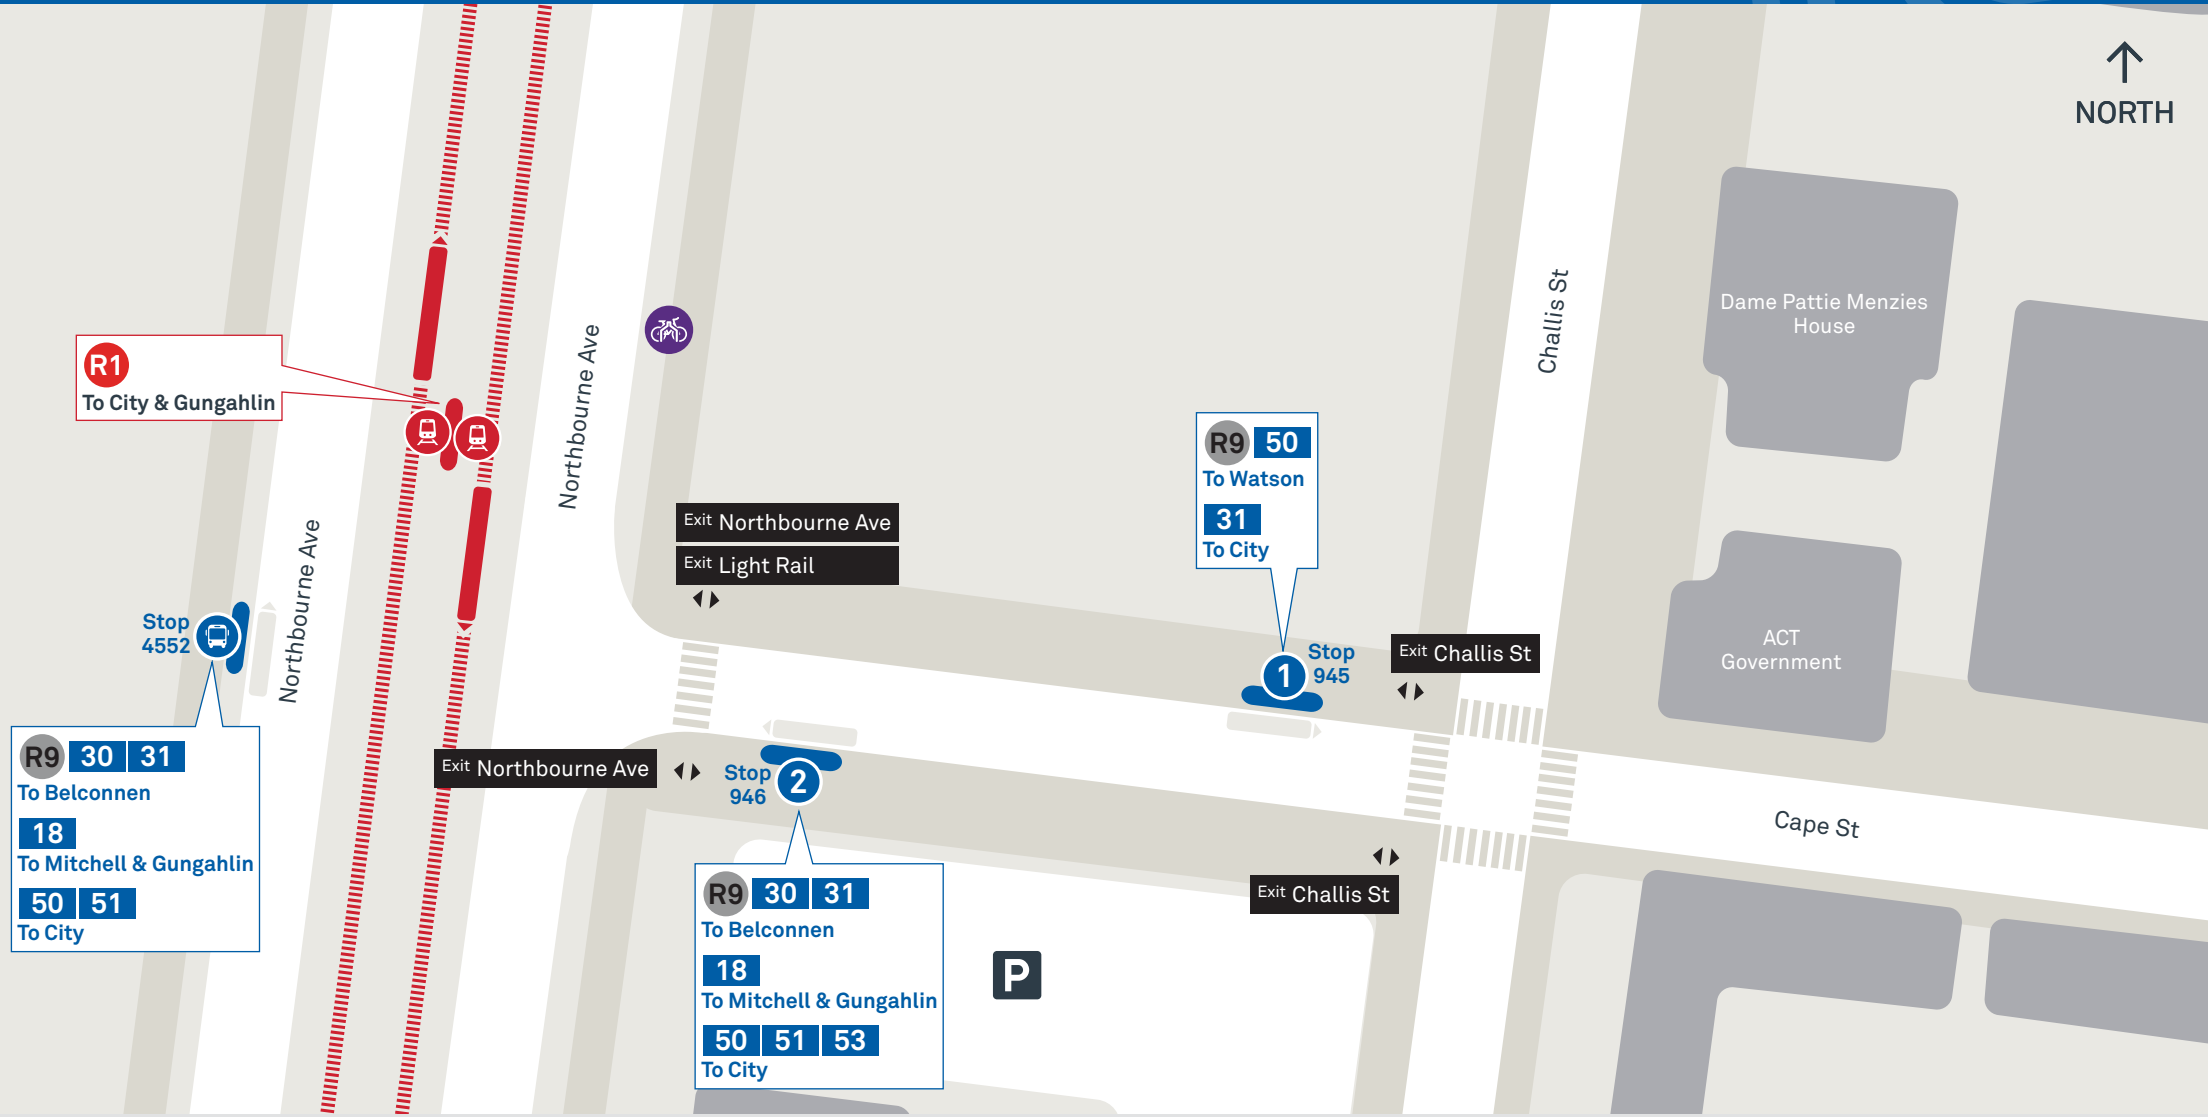 NORTH
Dame Pattie Menzies
House
Challis St
Northbourne Ave
R1
To City & Gungahlin
R9 50
To Watson
31
To City
Exit Northbourne Ave
Exit Light Rail
Northbourne Ave
Stop
4552
1
Stop
945
Exit Challis St
ACT
Government
R9 30 31
To Belconnen
18
To Mitchell & Gungahlin
50 51
To City
Exit Northbourne Ave
Stop
946
2
Cape St
R9 30 31
To Belconnen
18
To Mitchell & Gungahlin
50 51 53
To City
Exit Challis St
P